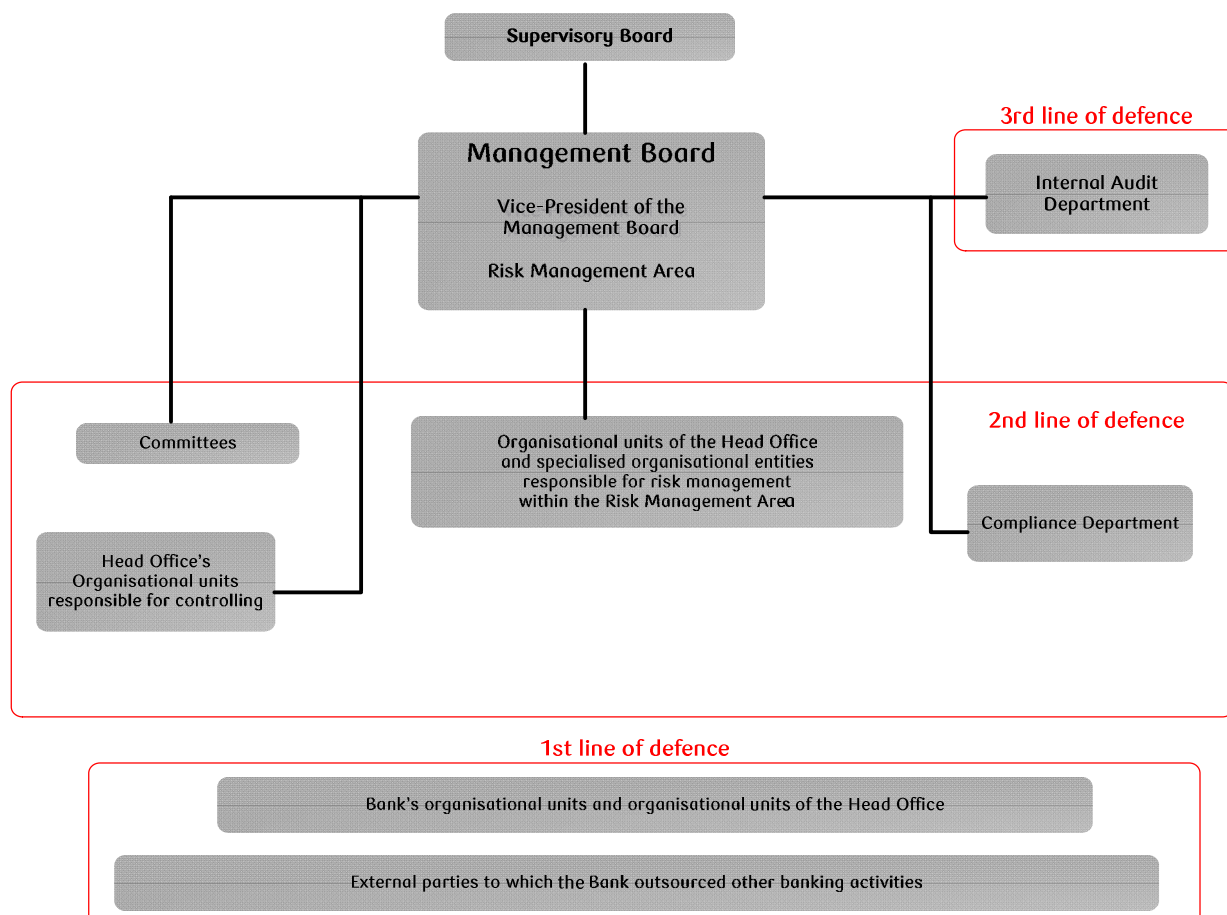 Supervisory Board
3rd line of defence
Management Board
Vice-President of the
Management Board
Risk Management Area
Internal Audit
Department
2nd line of defence
Committees
Organisational units of the Head Office
and specialised organisational entities
responsible for risk management
within the Risk Management Area
Compliance Department
Head Office's
Organisational units
responsible for controlling
1st line of defence
Bank's organisational units and organisational units of the Head Office
External parties to which the Bank outsourced other banking activities